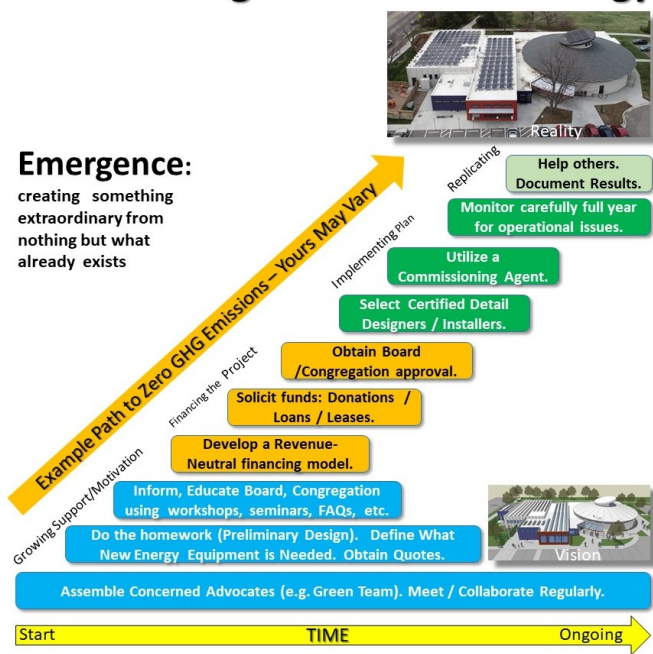 Reality
Emergence:
creating something
extraordinary from
nothing but what
already exists
Example Path to Zero GHG Emissions – Yours May Vary
Replicating
Help others.
Document Results.
Monitor carefully full year
for operational issues.
Implementing Plan
Utilize a
Commissioning Agent.
Select Certified Detail
Designers / Installers.
Financing the Project
Obtain Board
/Congregation approval.
Solicit funds: Donations /
Loans / Leases.
Develop a Revenue-
Neutral financing model.
Growing Support/Motivation
Inform, Educate Board, Congregation
using workshops, seminars, FAQs, etc.
Do the homework (Preliminary Design). Define What
New Energy Equipment is Needed. Obtain Quotes.
Vision
Assemble Concerned Advocates (e.g. Green Team). Meet / Collaborate Regularly.
Start TIME Ongoing